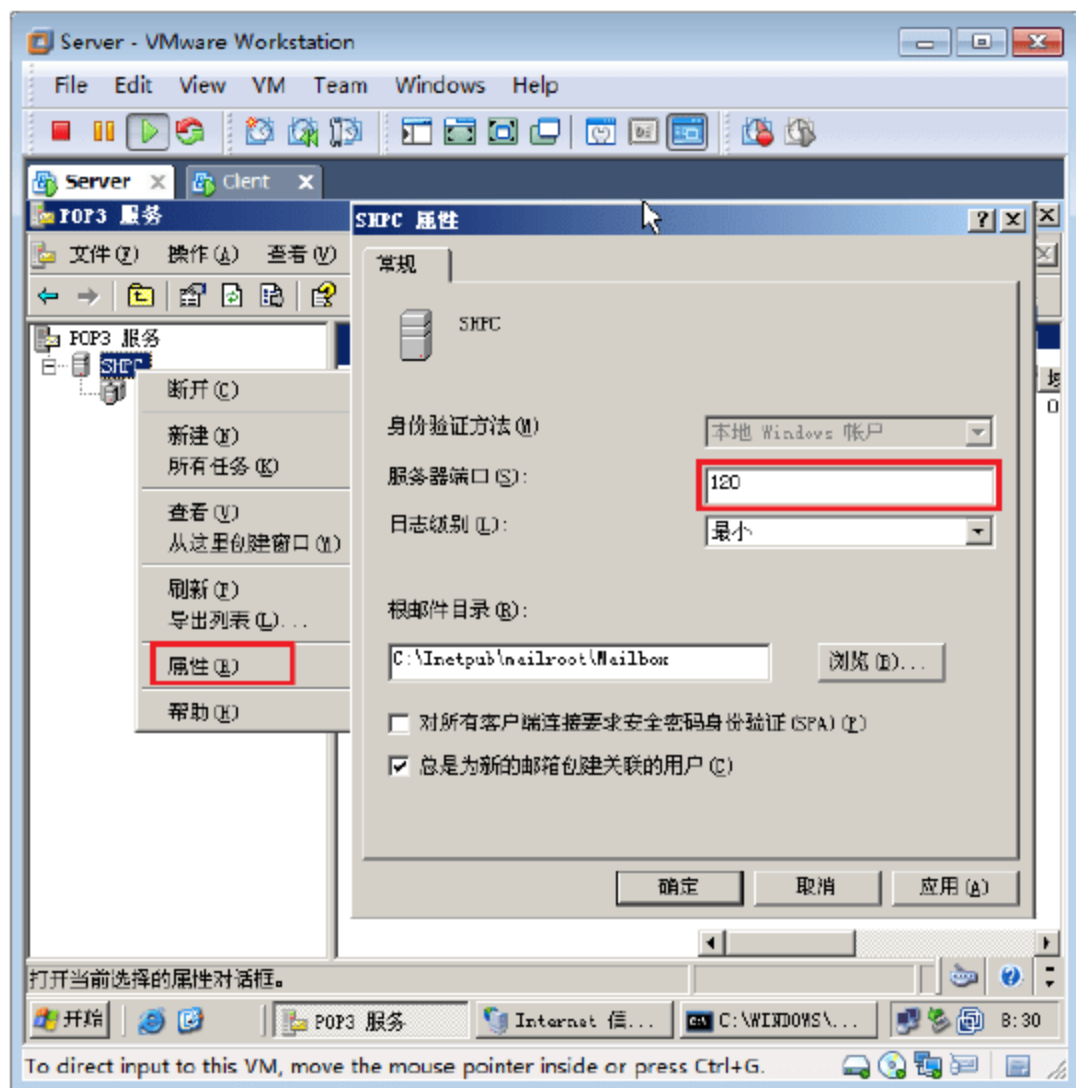 Server - VMware Workstation
File Edit View VM Team Windows Help
Server Client
POP3 服务
SHPC 属性
文件(F) 操作(A) 查看(V)
常规
POP3 服务
SHPC
SHPC
断开(C)
新建(N)
所有任务(K)
查看(V)
从这里创建窗口(W)
刷新(F)
导出列表(L)...
属性(R)
帮助(H)
身份验证方法(M)
本地 Windows 帐户
服务器端口(S):
120
日志级别(L):
最小
根邮件目录(R):
C:\Inetpub\mailroot\Mailbox
浏览(B)...
对所有客户端连接要求安全密码身份验证(SPA)(P)
总是为新的邮箱创建关联的用户(C)
域
0
确定 取消 应用(A)
打开当前选择的属性对话框。
开始 POP3 服务 Internet 信... C:\WINDOWS\... 8:30
To direct input to this VM, move the mouse pointer inside or press Ctrl+G.